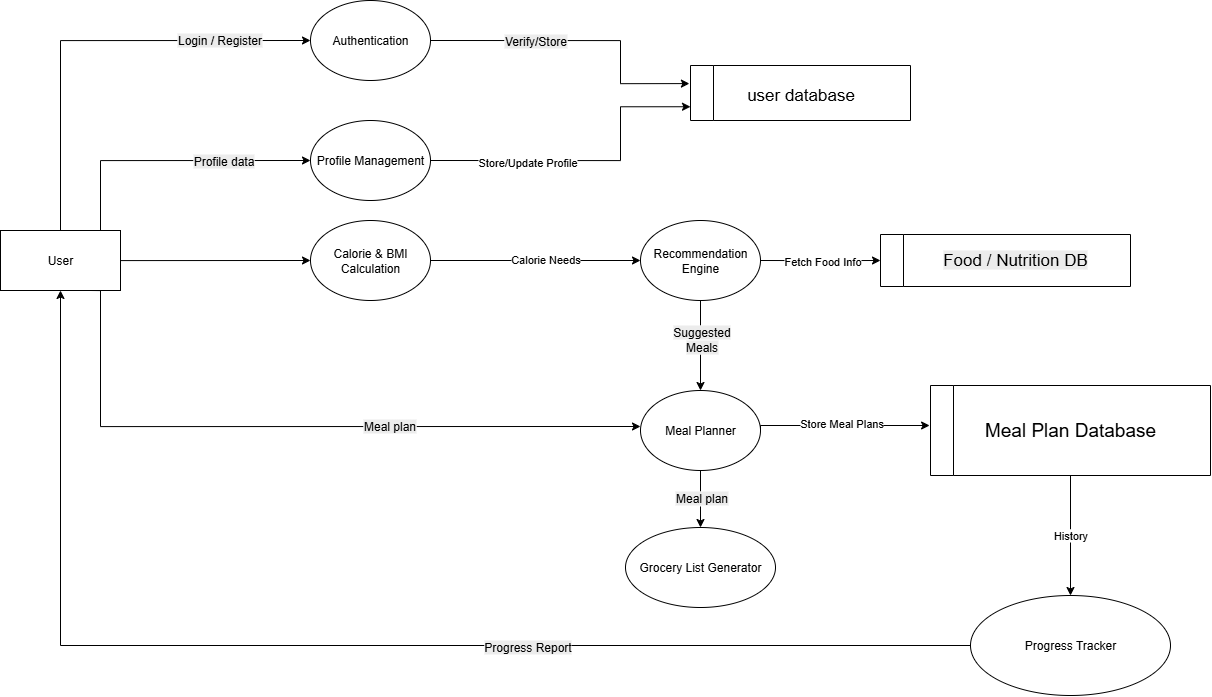 Login / Register
Authentication
Verify/Store
user database
Profile data
Profile Management
Store/Update Profile
User
Calorie & BMI
Calculation
Calorie Needs
Recommendation
Engine
Fetch Food Info
Food / Nutrition DB
Suggested
Meals
Meal plan
Meal Planner
Store Meal Plans
Meal Plan Database
Meal plan
Grocery List Generator
History
Progress Report
Progress Tracker